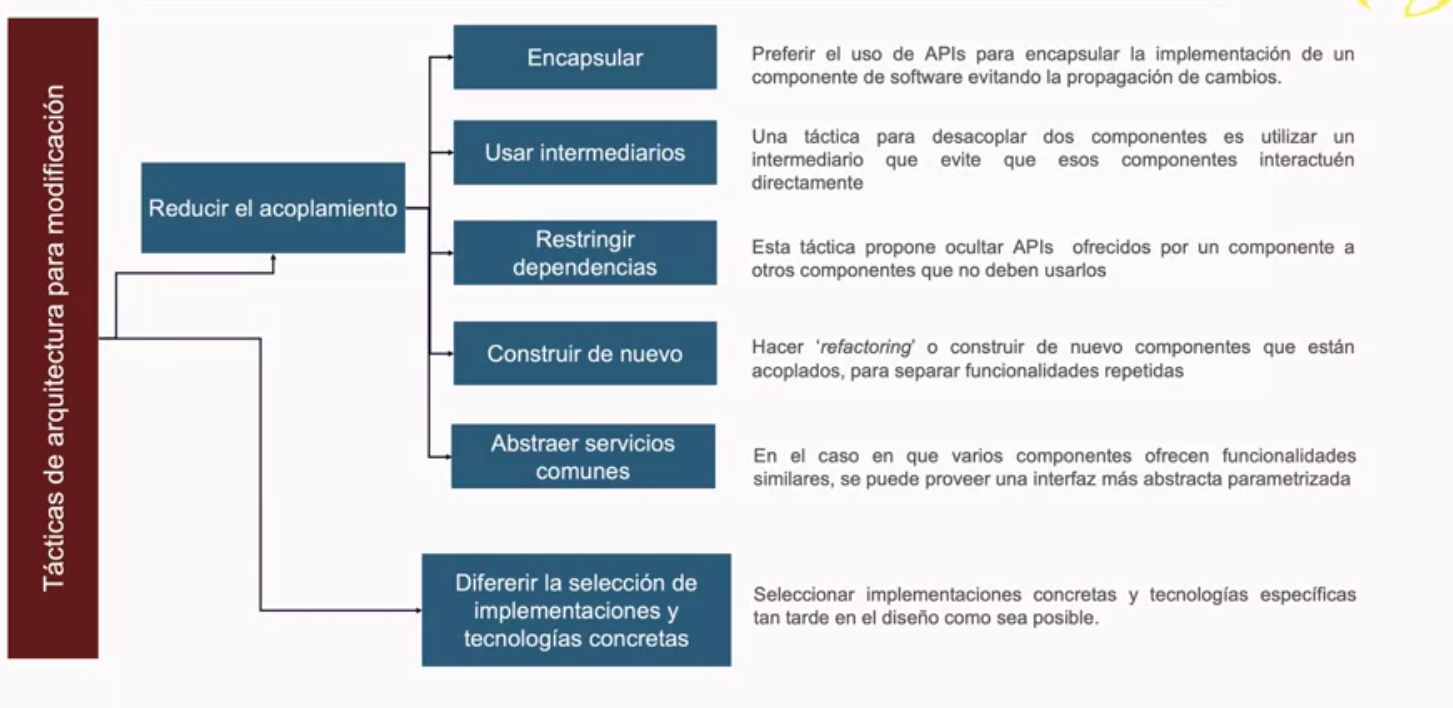 Tácticas de arquitectura para modificación
Reducir el acoplamiento
Encapsular
Preferir el uso de APIs para encapsular la implementación de un
componente de software evitando la propagación de cambios.
Usar intermediarios
Una táctica para desacoplar dos componentes es utilizar un
intermediario que evite que esos componentes interactuén
directamente
Restringir
dependencias
Esta táctica propone ocultar APIs ofrecidos por un componente a
otros componentes que no deben usarlos
Construir de nuevo
Hacer ‘refactoring’ o construir de nuevo componentes que están
acoplados, para separar funcionalidades repetidas
Abstraer servicios
comunes
En el caso en que varios componentes ofrecen funcionalidades
similares, se puede proveer una interfaz más abstracta parametrizada
Difererir la selección de
implementaciones y
tecnologías concretas
Seleccionar implementaciones concretas y tecnologías específicas
tan tarde en el diseño como sea posible.